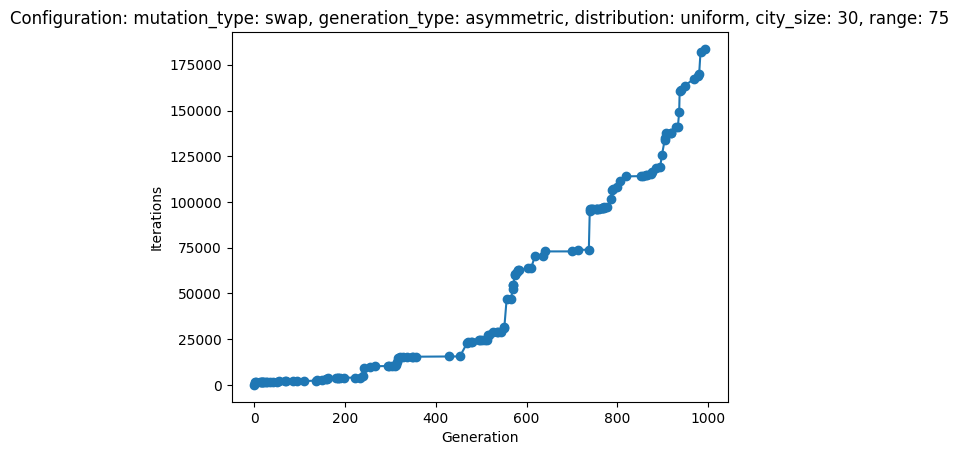 Configuration: mutation_type: swap, generation_type: asymmetric, distribution: uniform, city_size: 30, range: 75
175000
150000
125000
100000
75000
50000
25000
0
Iterations
0 200 400 600 800 1000
Generation